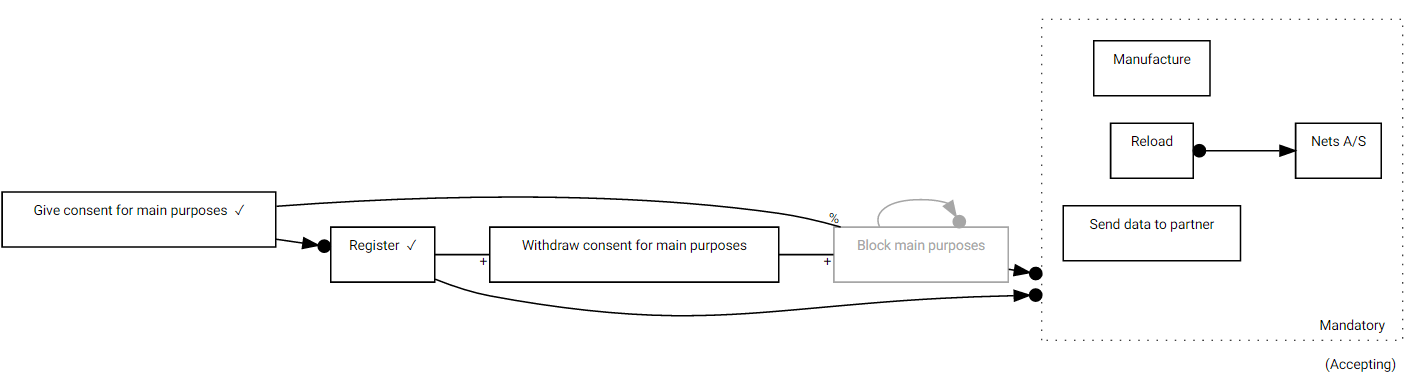 Manufacture
Reload
Nets A/S
Give consent for main purposes ✓
%
Send data to partner
Register ✓
+
Withdraw consent for main purposes
+
Block main purposes
Mandatory
(Accepting)